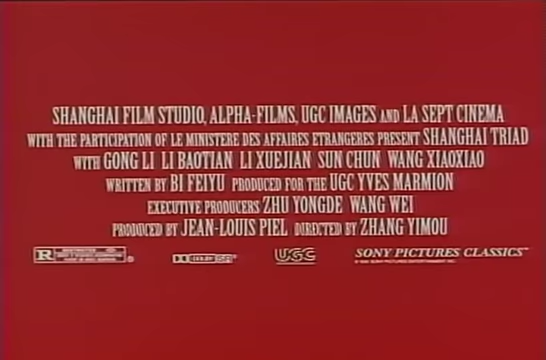 SHANGHAI FILM STUDIO, ALPHA-FILMS, UGC IMAGES AND LA SEPT CINEMA
WITH THE PARTICIPATION OF LE MINISTERE DES AFFAIRES ETRANGERES PRESENT SHANGHAI TRIAD
WITH GONG LI LI BAOTIAN LI XUEJIAN SUN CHUN WANG XIAOXIAO
WRITTEN BY BI FEIYU PRODUCED FOR THE UGC YVES MARMION
EXECUTIVE PRODUCERS ZHU YONGDE WANG WEI
PRODUCED BY JEAN-LOUIS PIEL DIRECTED BY ZHANG YIMOU
R RESTRICTED DOLBY SR UGC SONY PICTURES CLASSICS